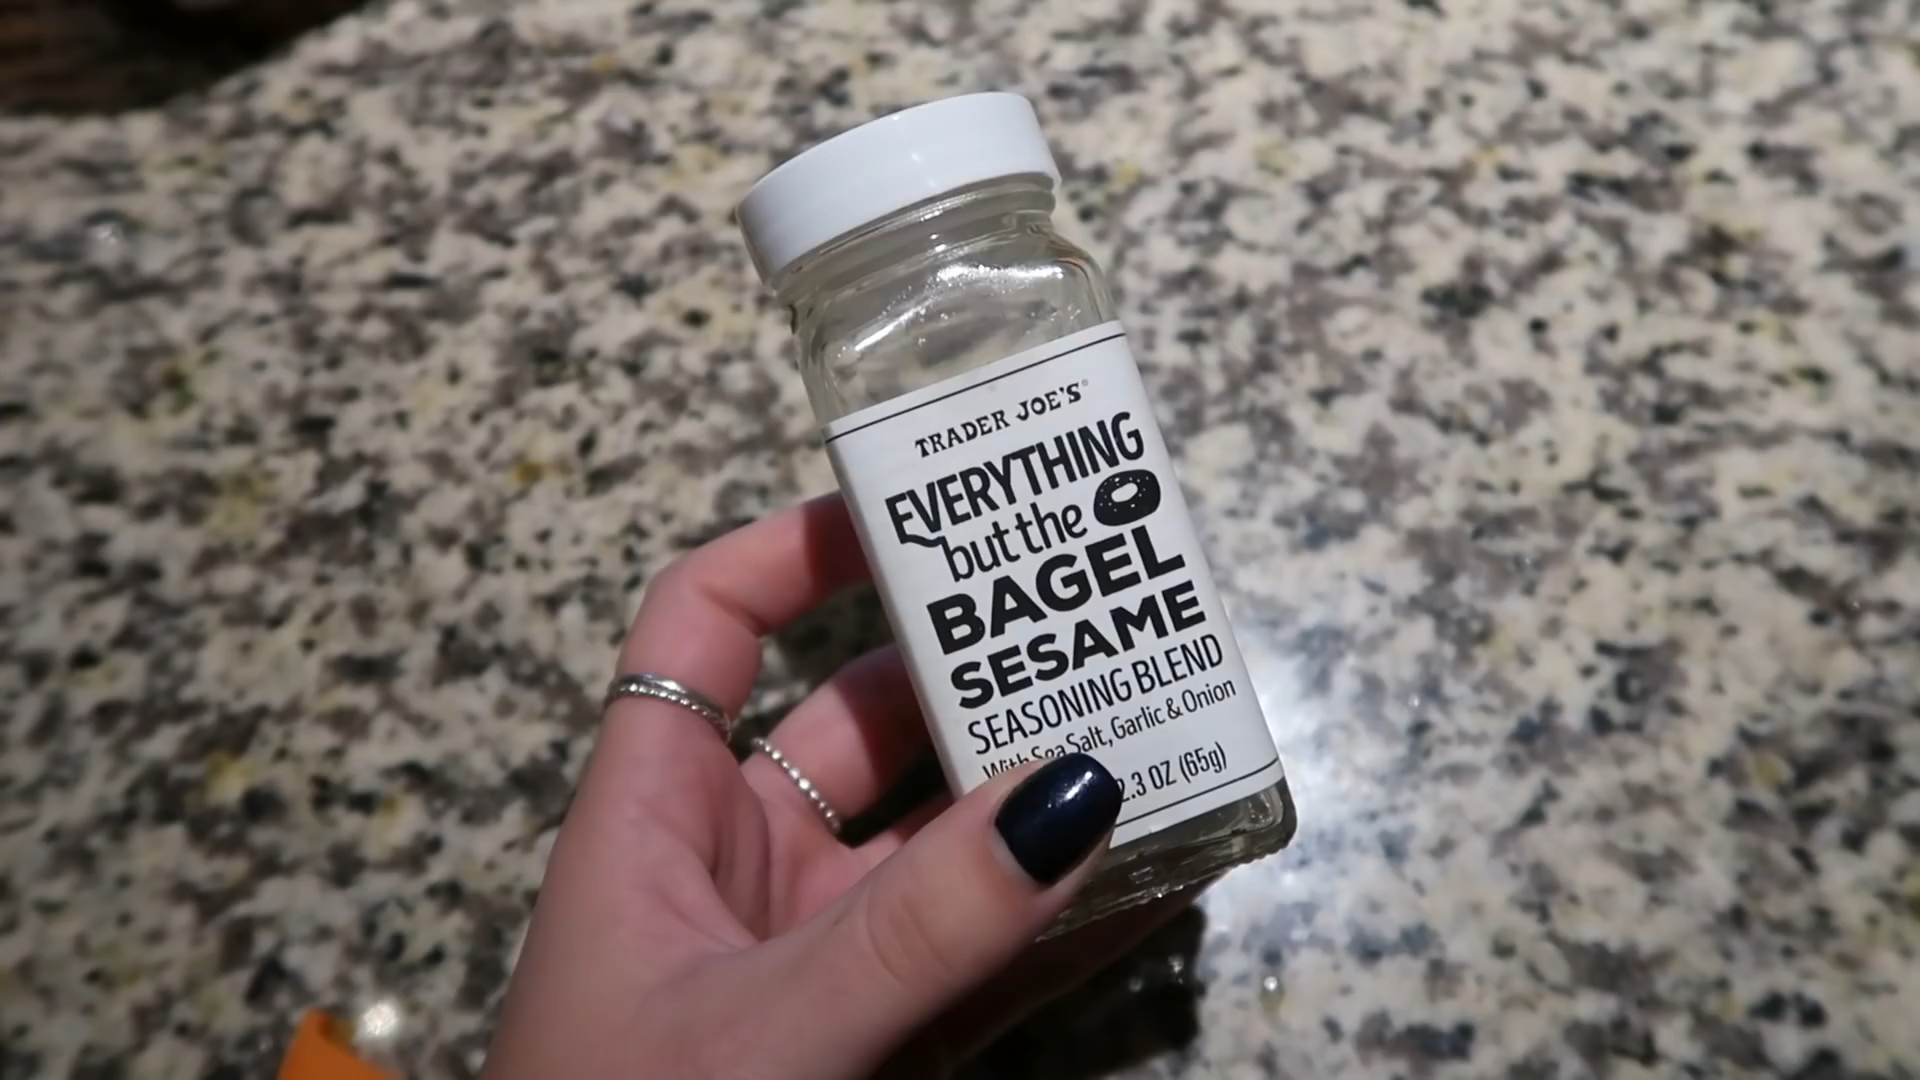 TRADER JOE'S®
EVERYTHING
but the
BAGEL
SESAME
SEASONING BLEND
With Sea Salt, Garlic & Onion
2.3 OZ (65g)